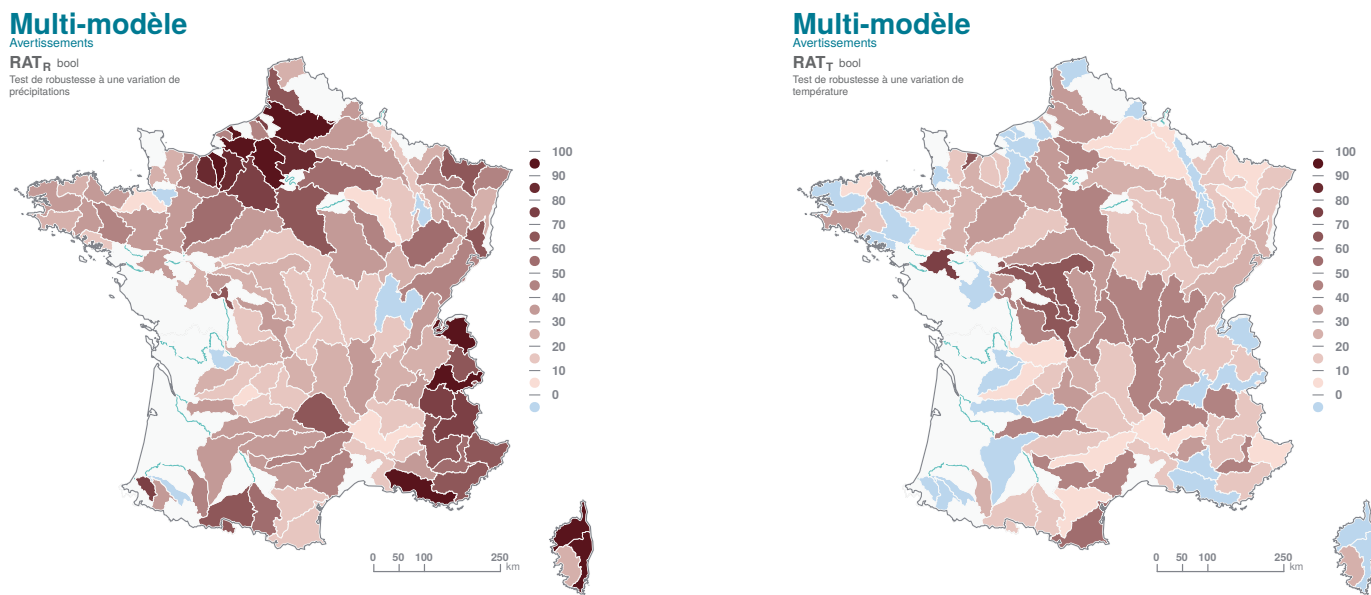 Multi-modèle
Avertissements
RATR bool
Test de robustesse à une variation de
précipitations
100
90
80
70
60
50
40
30
20
10
0
0 50 100 250
km
Multi-modèle
Avertissements
RATT bool
Test de robustesse à une variation de
température
100
90
80
70
60
50
40
30
20
10
0
0 50 100 250
km